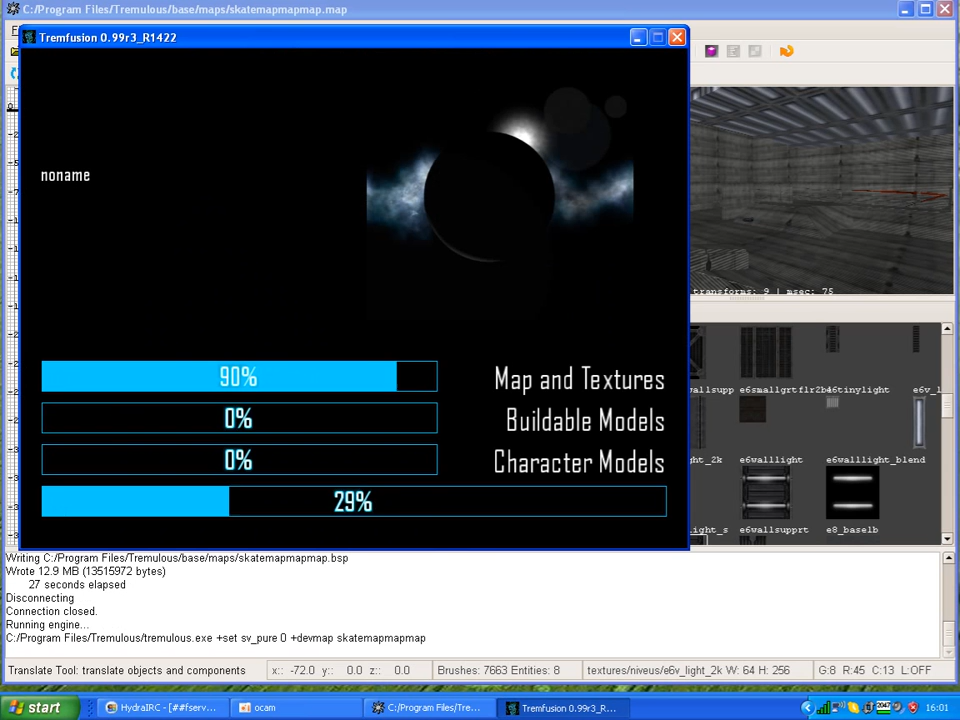 C:/Program Files/Tremulous/base/maps/skatemapmapmap.map
Tremfusion 0.99r3_R1422
noname
90%
Map and Textures
0%
Buildable Models
0%
Character Models
29%
transforms: 9 | msec: 75
allsupp e6smallgrtflr2b e6tinylight e6v_l
ght_2k e6walllight e6walllight_blend
ight_s e6wallsupprt e8_baselb
Writing C:/Program Files/Tremulous/base/maps/skatemapmapmap.bsp
Wrote 12.9 MB (13515972 bytes)
27 seconds elapsed
Disconnecting
Connection closed.
Running engine...
C:/Program Files/Tremulous/tremulous.exe +set sv_pure 0 +devmap skatemapmapmap
Translate Tool: translate objects and components
x:: -72.0 y:: 0.0 z:: 0.0
Brushes: 7663 Entities: 8
textures/niveus/e6v_light_2k W: 64 H: 256
G:8 R:45 C:13 L:OFF
start
HydraIRC - [##fserv...
ocam
C:/Program Files/Tre...
Tremfusion 0.99r3_R...
2047
16:01